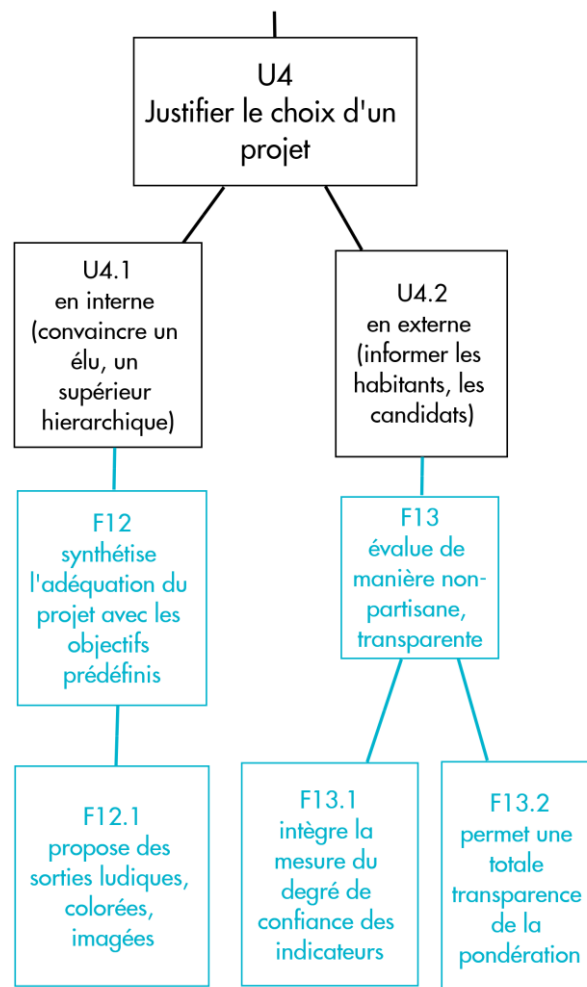 U4
Justifier le choix d'un
projet
U4.1
en interne
(convaincre un
élu, un
supérieur
hierarchique)
U4.2
en externe
(informer les
habitants, les
candidats)
F12
synthétise
l'adéquation du
projet avec les
objectifs
prédéfinis
F13
évalue de
manière non-
partisane,
transparente
F12.1
propose des
sorties ludiques,
colorées,
imagées
F13.1
intègre la
mesure du
degré de
confiance des
indicateurs
F13.2
permet une
totale
transparence
de la
pondération